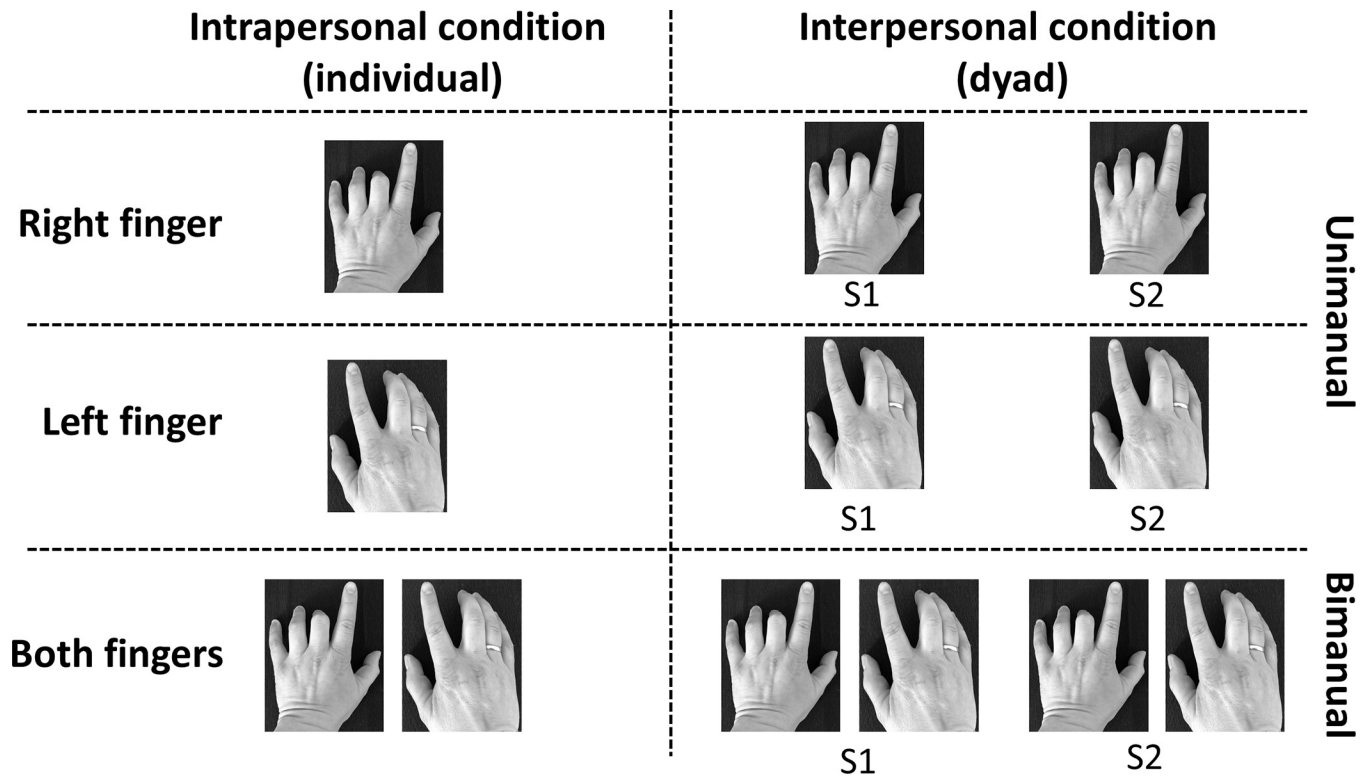 Intrapersonal condition
(individual)
Interpersonal condition
(dyad)
Right finger
S1
S2
Unimanual
Left finger
S1
S2
Both fingers
S1
S2
Bimanual